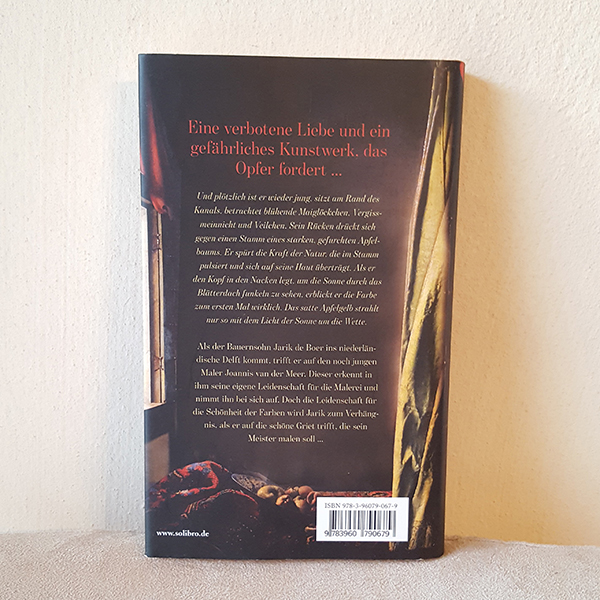 Eine verbotene Liebe und ein
gefährliches Kunstwerk, das
Opfer fordert ...
Und plötzlich ist er wieder jung, sitzt am Rand des
Kanals, betrachtet blühende Maiglöckchen, Vergiss-
meinnicht und Veilchen. Sein Rücken drückt sich
gegen einen Stamm eines starken, gefurchten Apfel-
baums. Er spürt die Kraft der Natur, die im Stamm
pulsiert und sich auf seine Haut überträgt. Als er
den Kopf in den Nacken legt, um die Sonne durch das
Blätterdach funkeln zu sehen, erblickt er die Farbe
zum ersten Mal wirklich. Das satte Apfelgelb strahlt
nur so mit dem Licht der Sonne um die Wette.
Als der Bauernsohn Jarik de Boer ins niederlän-
dische Delft kommt, trifft er auf den noch jungen
Maler Joannis van der Meer. Dieser erkennt in
ihm seine eigene Leidenschaft für die Malerei und
nimmt ihn bei sich auf. Doch die Leidenschaft für
die Schönheit der Farben wird Jarik zum Verhäng-
nis, als er auf die schöne Griet trifft, die sein
Meister malen soll ...
ISBN 978-3-96079-067-9
9 783960 790679
www.solibro.de